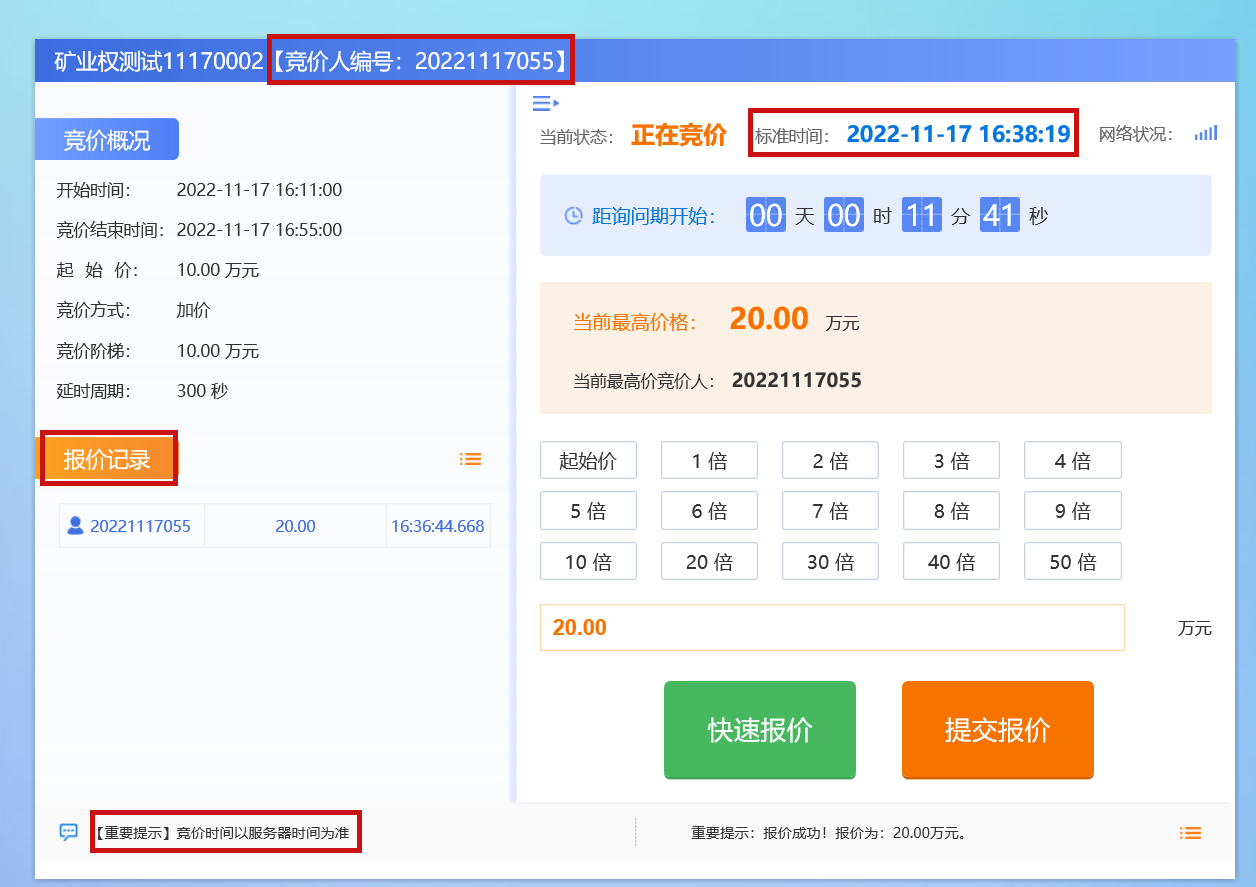 矿业权测试11170002【竞价人编号：20221117055】
竞价概况
开始时间： 2022-11-17 16:11:00
竞价结束时间： 2022-11-17 16:55:00
起 始 价： 10.00 万元
竞价方式： 加价
竞价阶梯： 10.00 万元
延时周期： 300 秒
报价记录
20221117055 20.00 16:36:44.668
当前状态： 正在竞价 标准时间： 2022-11-17 16:38:19 网络状况：
距询问期开始： 00 天 00 时 11 分 41 秒
当前最高价格： 20.00 万元
当前最高价竞价人： 20221117055
起始价 1 倍 2 倍 3 倍 4 倍
5 倍 6 倍 7 倍 8 倍 9 倍
10 倍 20 倍 30 倍 40 倍 50 倍
20.00 万元
快速报价 提交报价
【重要提示】竞价时间以服务器时间为准
重要提示：报价成功！报价为：20.00万元。